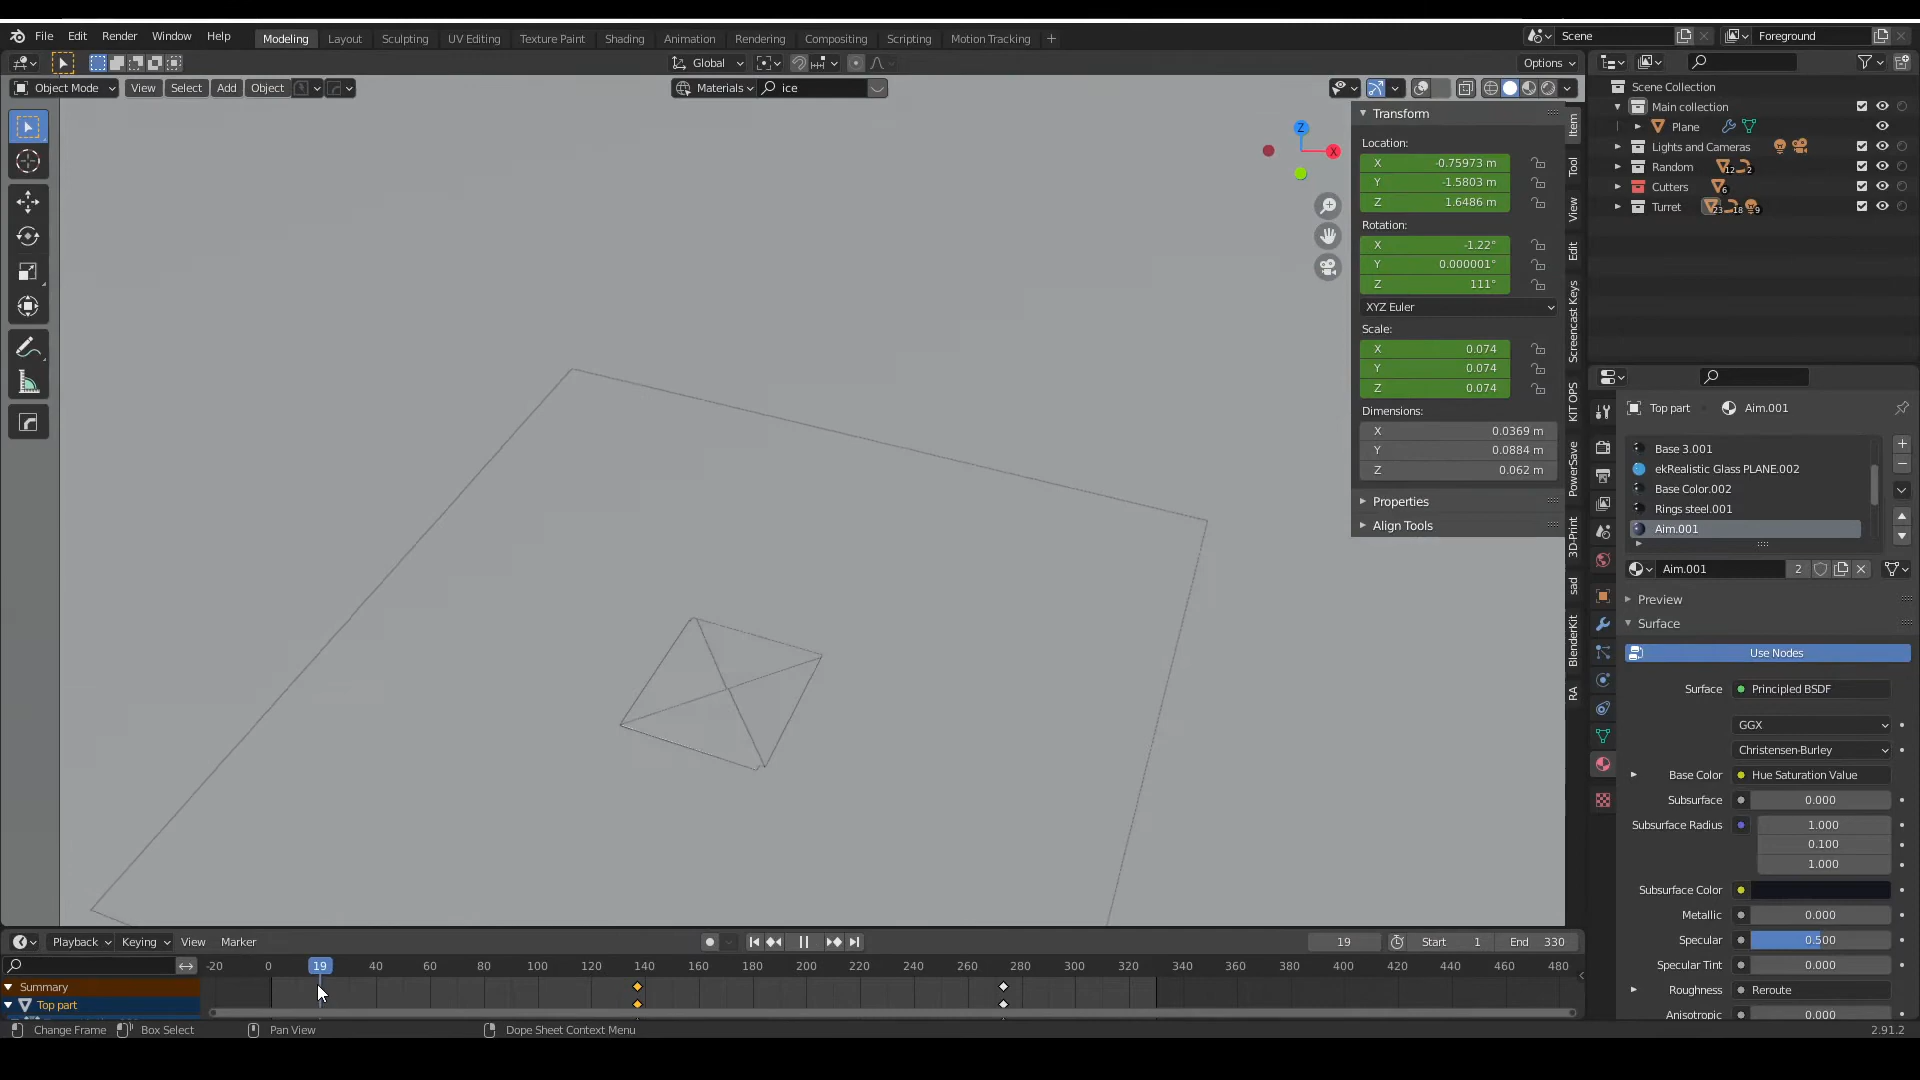 File Edit Render Window Help Modeling Layout Sculpting UV Editing Texture Paint Shading Animation Rendering Compositing Scripting Motion Tracking + Scene Foreground
Global Options
Object Mode View Select Add Object Materials ice
Scene Collection
Main collection
Plane
Lights and Cameras
Random 12 2
Cutters 6
Turret 23 18 9
Z
X
Transform
Location:
X -0.75973 m
Y -1.5803 m
Z 1.6486 m
Rotation:
X -1.22°
Y 0.000001°
Z 111°
XYZ Euler
Scale:
X 0.074
Y 0.074
Z 0.074
Dimensions:
X 0.0369 m
Y 0.0884 m
Z 0.062 m
Properties
Align Tools
Item
Tool
View
Edit
Screencast Keys
KIT OPS
PowerSave
3D-Print
sad
BlenderKit
RA
Top part Aim.001
Base 3.001
ekRealistic Glass PLANE.002
Base Color.002
Rings steel.001
Aim.001
Aim.001 2
Preview
Surface
Use Nodes
Surface Principled BSDF
GGX
Christensen-Burley
Base Color Hue Saturation Value
Subsurface 0.000
Subsurface Radius 1.000
0.100
1.000
Subsurface Color
Metallic 0.000
Specular 0.500
Specular Tint 0.000
Roughness Reroute
Anisotropic 0.000
Playback Keying View Marker 19 Start 1 End 330
-20 0 19 40 60 80 100 120 140 160 180 200 220 240 260 280 300 320 340 360 380 400 420 440 460 480
Summary
Top part
Change Frame Box Select Pan View Dope Sheet Context Menu 2.91.2